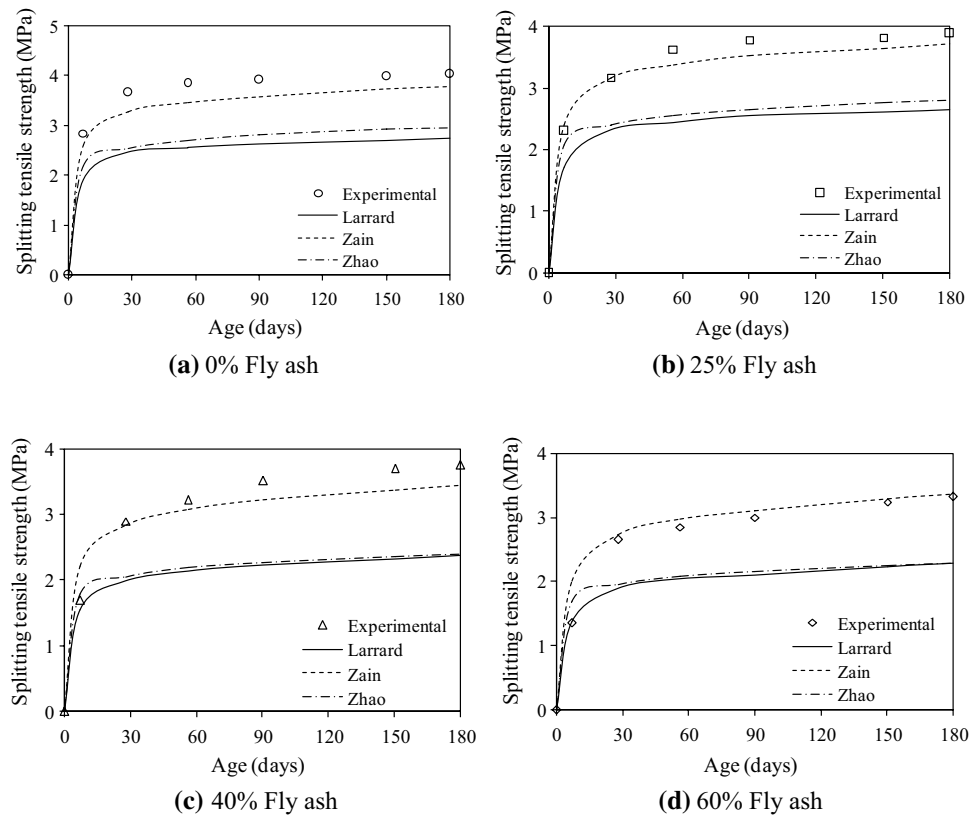 Splitting tensile strength (MPa)
5
4
3
2
1
0
Experimental
Larrard
Zain
Zhao
0 30 60 90 120 150 180
Age (days)
(a) 0% Fly ash
Splitting tensile strength (MPa)
4
3
2
1
0
Experimental
Larrard
Zain
Zhao
0 30 60 90 120 150 180
Age (days)
(b) 25% Fly ash
Splitting tensile strength (MPa)
4
3
2
1
0
Experimental
Larrard
Zain
Zhao
0 30 60 90 120 150 180
Age (days)
(c) 40% Fly ash
Splitting tensile strength (MPa)
4
3
2
1
0
Experimental
Larrard
Zain
Zhao
0 30 60 90 120 150 180
Age (days)
(d) 60% Fly ash